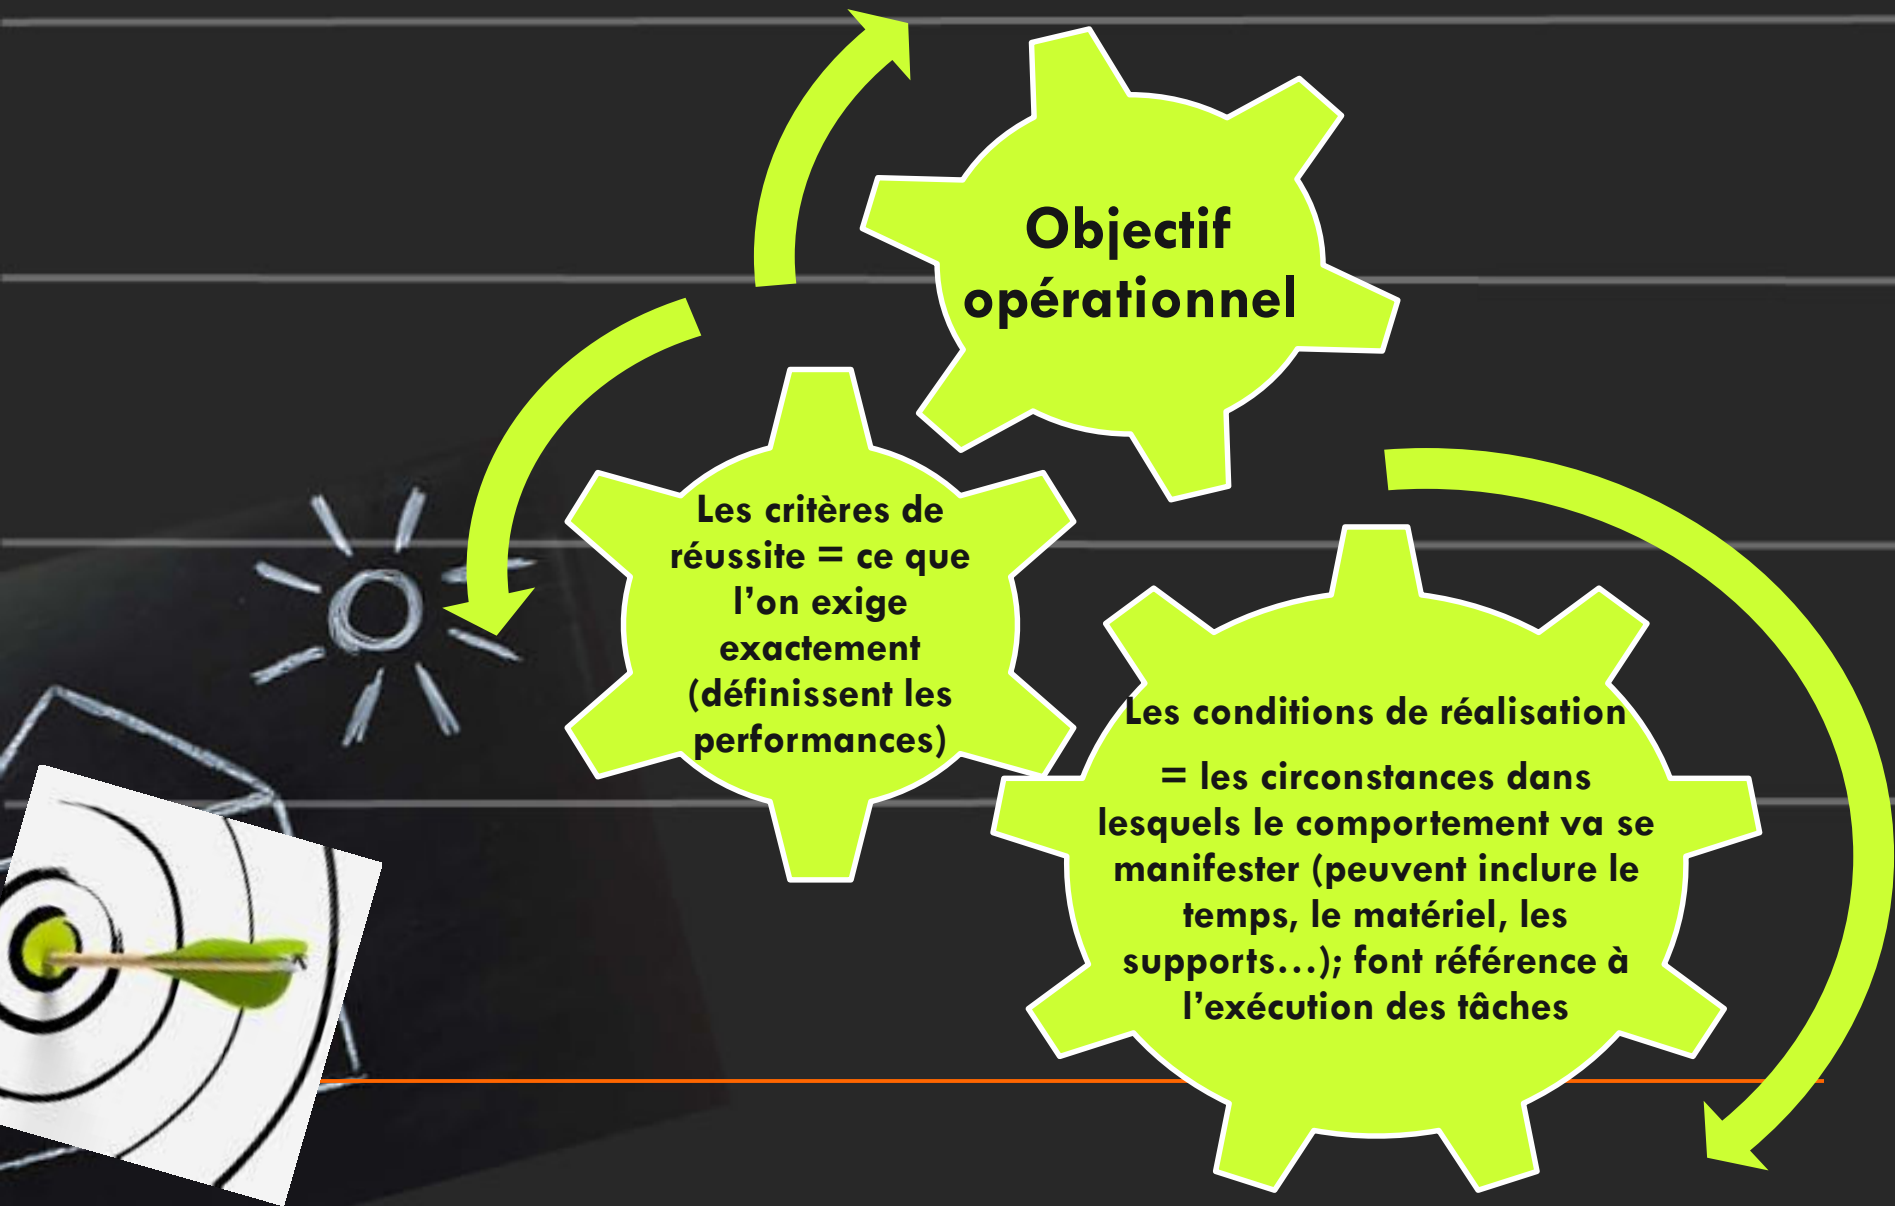 Objectif
opérationnel
Les critères de
réussite = ce que
l’on exige
exactement
(définissent les
performances)
Les conditions de réalisation
= les circonstances dans
lesquels le comportement va se
manifester (peuvent inclure le
temps, le matériel, les
supports…); font référence à
l’exécution des tâches